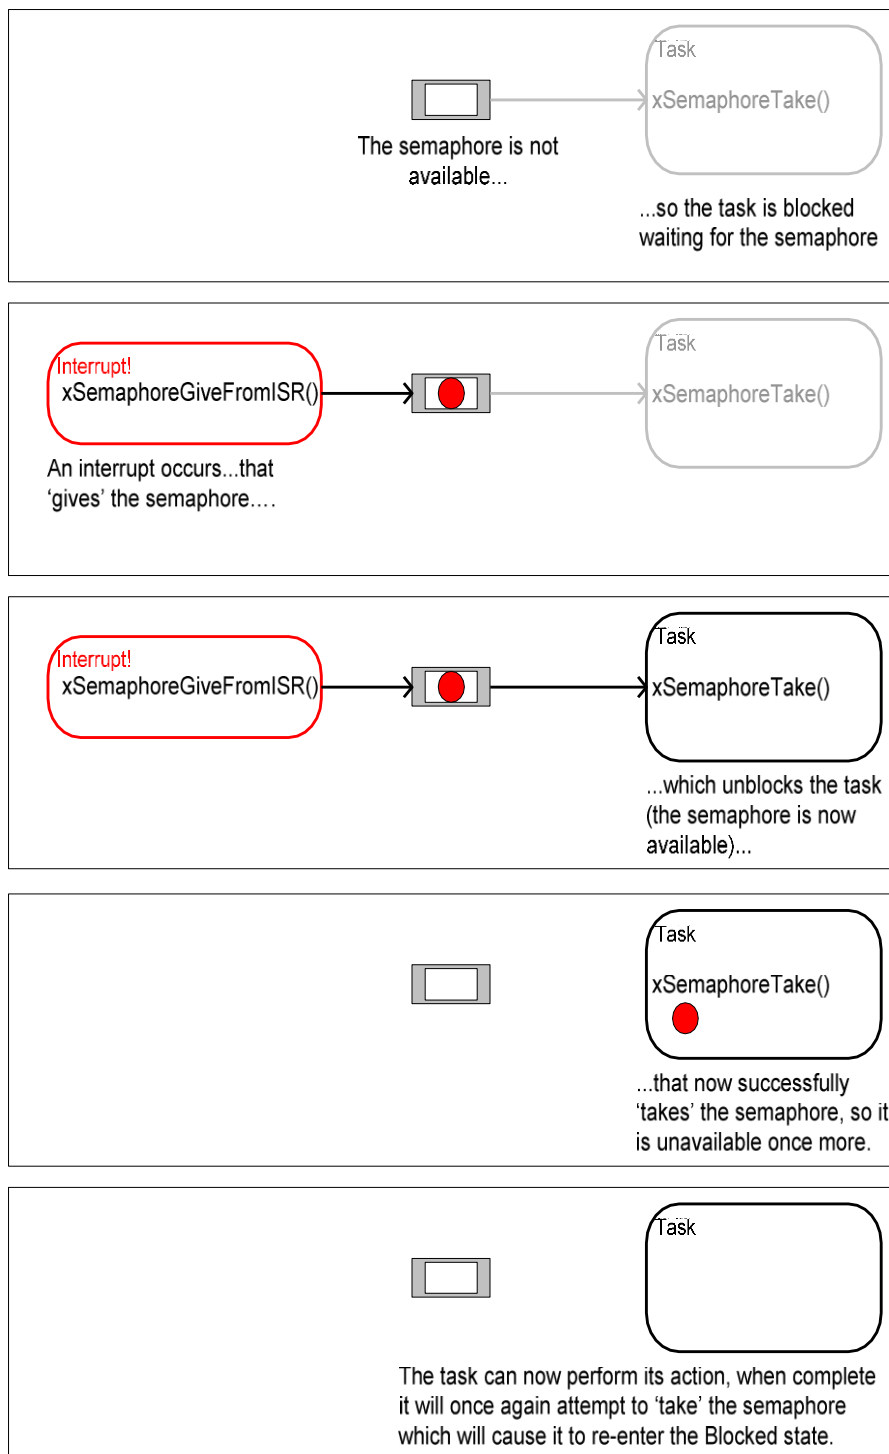 Task
xSemaphoreTake()
The semaphore is not
available...
...so the task is blocked
waiting for the semaphore
Task
Interrupt!
xSemaphoreGiveFromISR()
xSemaphoreTake()
An interrupt occurs...that
‘gives’ the semaphore....
Task
Interrupt!
xSemaphoreGiveFromISR()
xSemaphoreTake()
...which unblocks the task
(the semaphore is now
available)...
Task
xSemaphoreTake()
...that now successfully
‘takes’ the semaphore, so it
is unavailable once more.
Task
The task can now perform its action, when complete
it will once again attempt to ‘take’ the semaphore
which will cause it to re-enter the Blocked state.